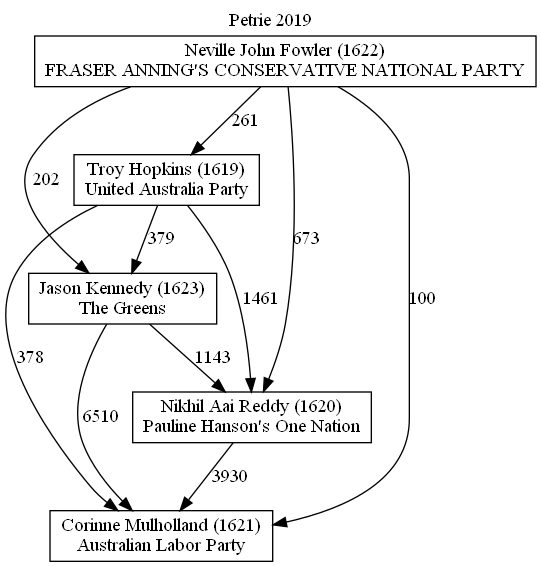 Petrie 2019
Neville John Fowler (1622)
FRASER ANNING'S CONSERVATIVE NATIONAL PARTY
261
Troy Hopkins (1619)
United Australia Party
202
379
673
Jason Kennedy (1623)
The Greens
1461
100
378
1143
Nikhil Aai Reddy (1620)
Pauline Hanson's One Nation
6510
3930
Corinne Mulholland (1621)
Australian Labor Party